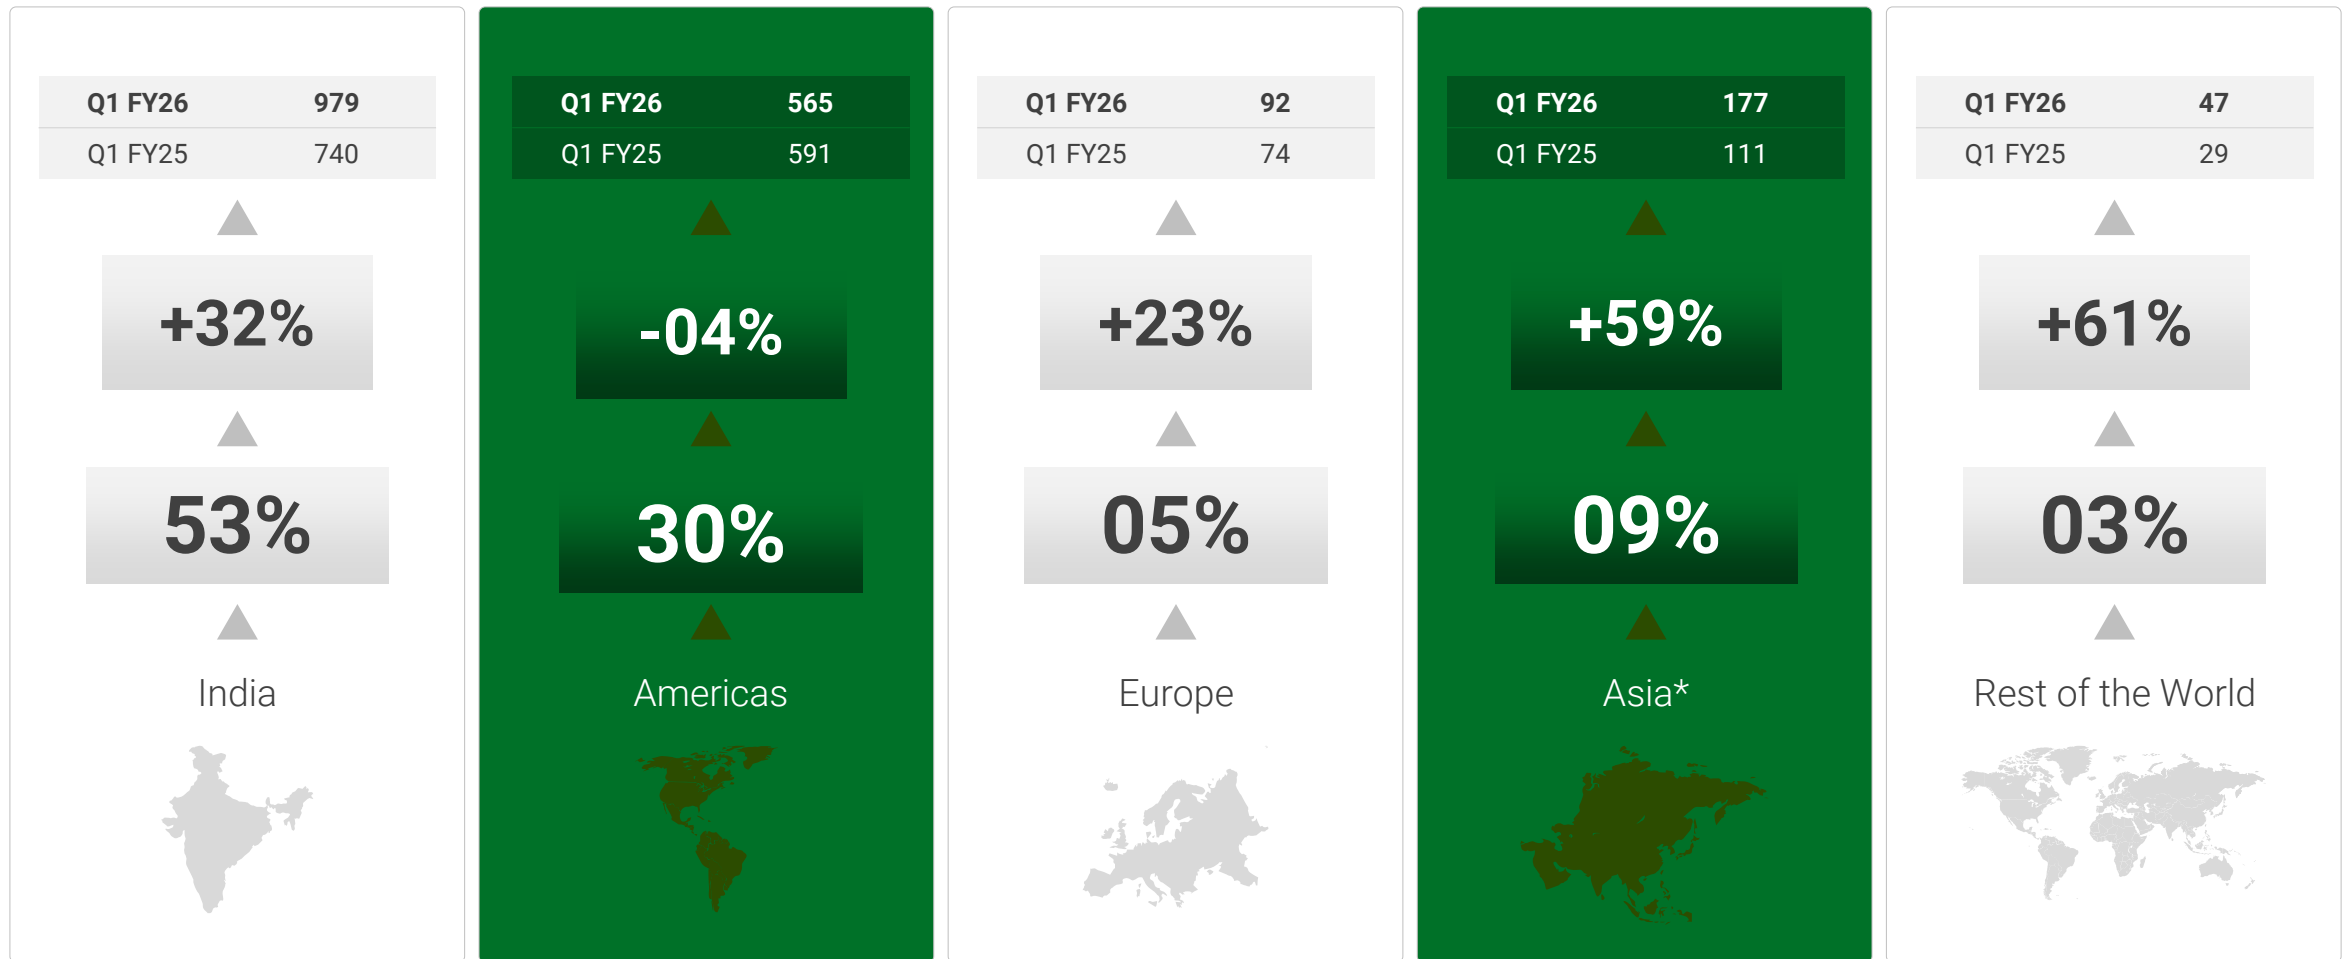 Q1 FY26 979
Q1 FY25 740
+32%
53%
India
Q1 FY26 565
Q1 FY25 591
-04%
30%
Americas
Q1 FY26 92
Q1 FY25 74
+23%
05%
Europe
Q1 FY26 177
Q1 FY25 111
+59%
09%
Asia*
Q1 FY26 47
Q1 FY25 29
+61%
03%
Rest of the World